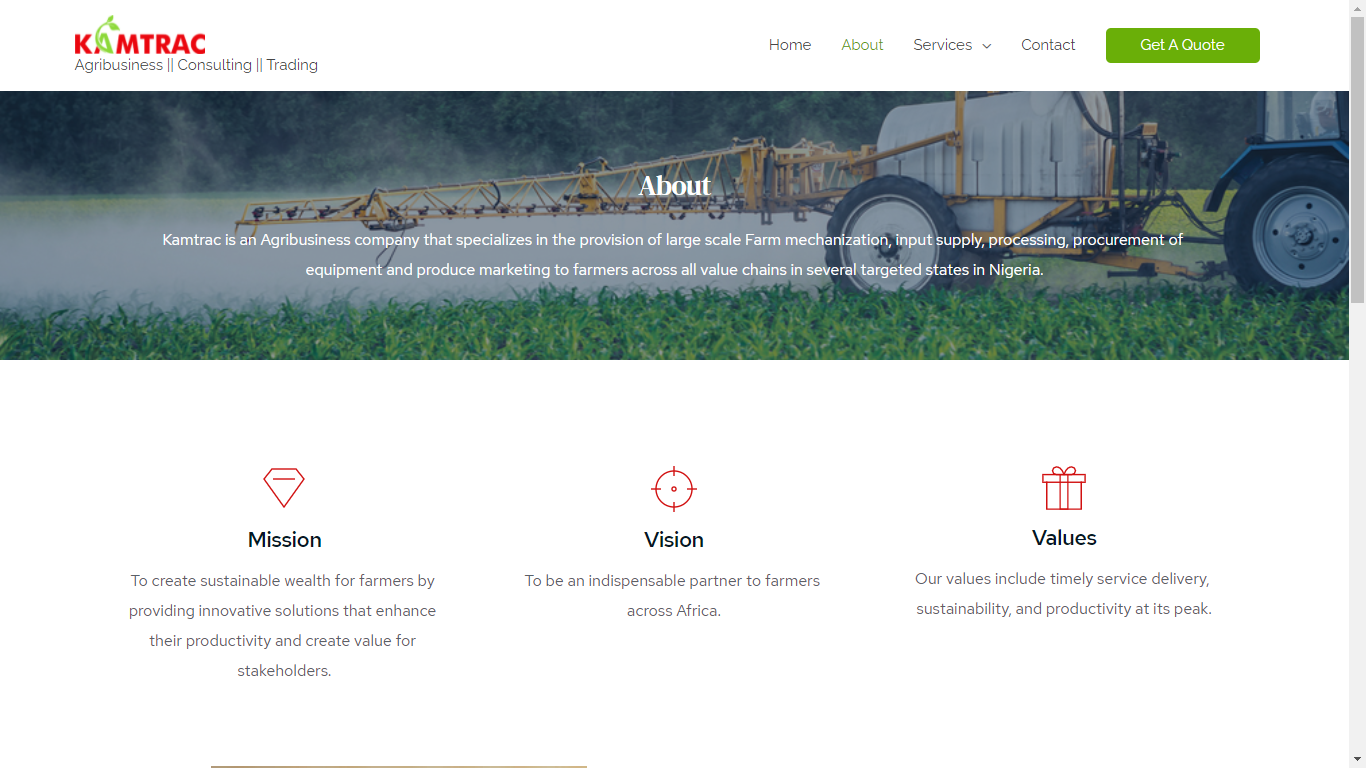 KAMTRAC
Agribusiness || Consulting || Trading
Home
About
Services
Contact
Get A Quote
About
Kamtrac is an Agribusiness company that specializes in the provision of large scale Farm mechanization, input supply, processing, procurement of
equipment and produce marketing to farmers across all value chains in several targeted states in Nigeria.
Mission
To create sustainable wealth for farmers by
providing innovative solutions that enhance
their productivity and create value for
stakeholders.
Vision
To be an indispensable partner to farmers
across Africa.
Values
Our values include timely service delivery,
sustainability, and productivity at its peak.